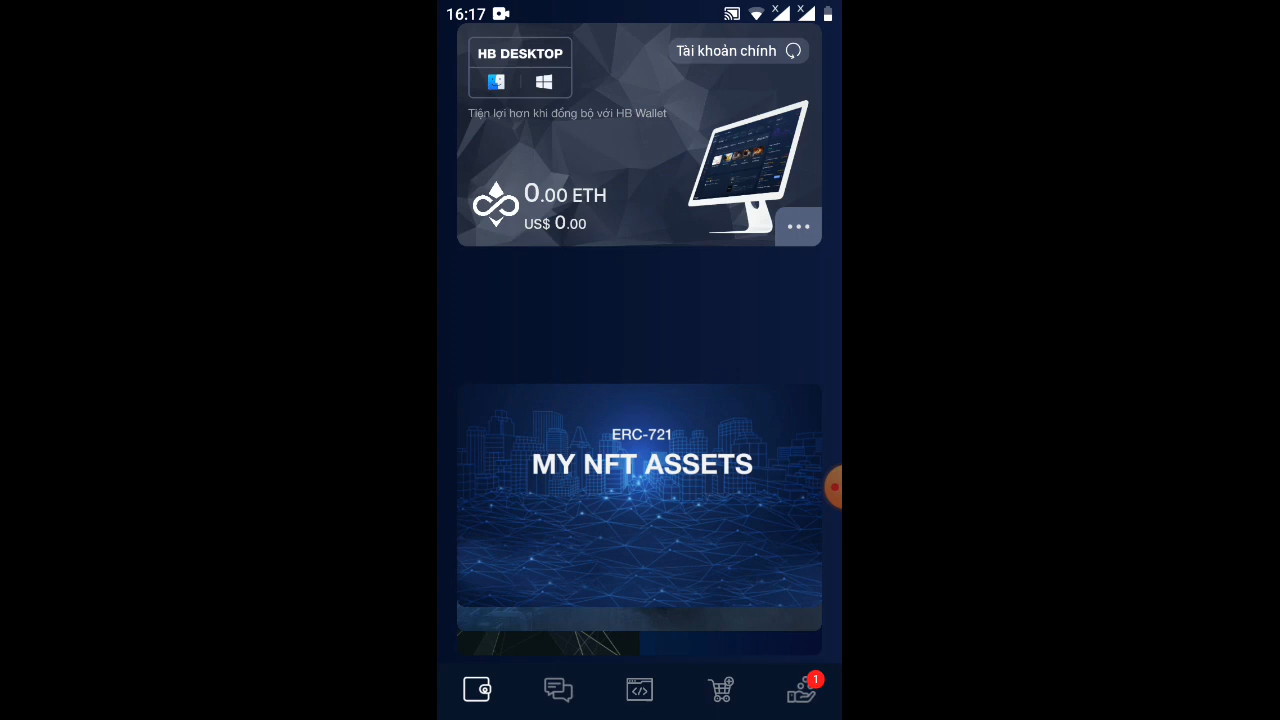 16:17
HB DESKTOP
Tài khoản chính
Tiện lợi hơn khi đồng bộ với HB Wallet
0.00 ETH
US$ 0.00
ERC-721
MY NFT ASSETS
1